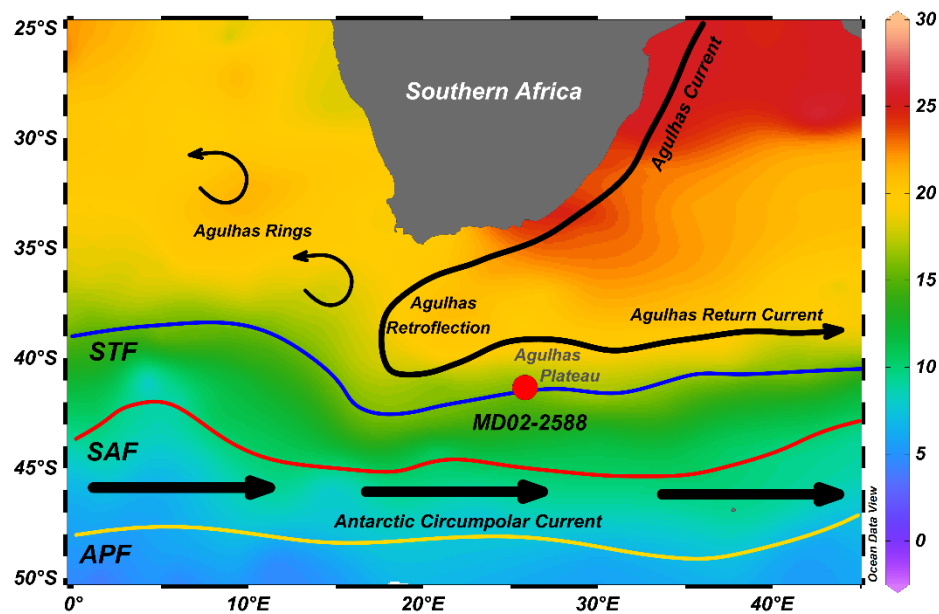 25°S
30°S
35°S
40°S
45°S
50°S
0°
10°E
20°E
30°E
40°E
Southern Africa
Agulhas Current
Agulhas Rings
Agulhas
Retroflection
Agulhas Return Current
Agulhas
Plateau
MD02-2588
STF
SAF
APF
Antarctic Circumpolar Current
Ocean Data View
30
25
20
15
10
5
0